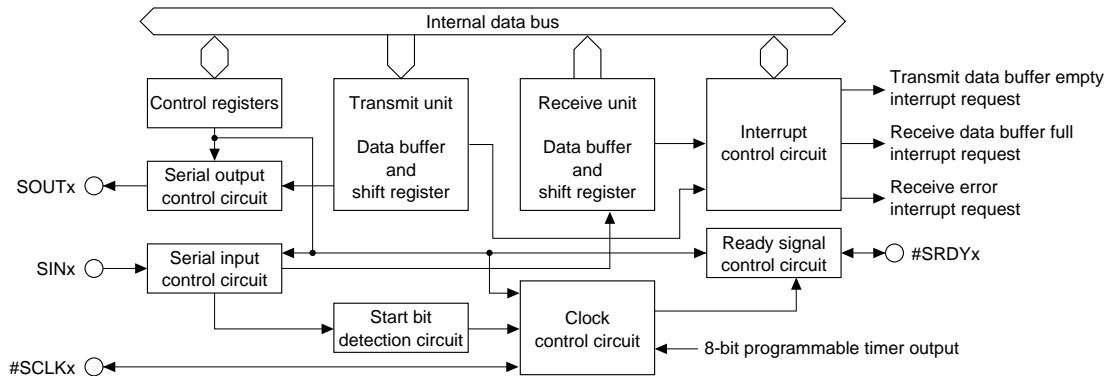 Internal data bus
Control registers
Transmit unit
Data buffer
and
shift register
Receive unit
Data buffer
and
shift register
Interrupt
control circuit
Transmit data buffer empty
interrupt request
Receive data buffer full
interrupt request
Receive error
interrupt request
SOUTx
Serial output
control circuit
SINx
Serial input
control circuit
Ready signal
control circuit
#SRDYx
Start bit
detection circuit
Clock
control circuit
8-bit programmable timer output
#SCLKx